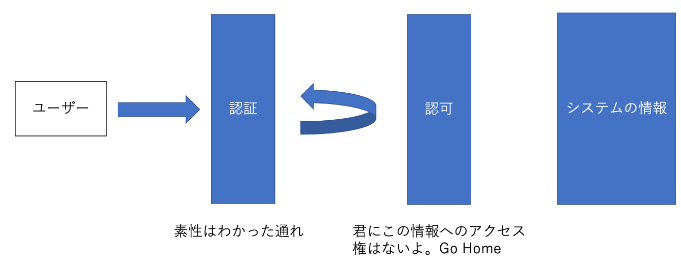 ユーザー
認証
認可
システムの情報
素性はわかった通れ
君にこの情報へのアクセス
権はないよ。Go Home